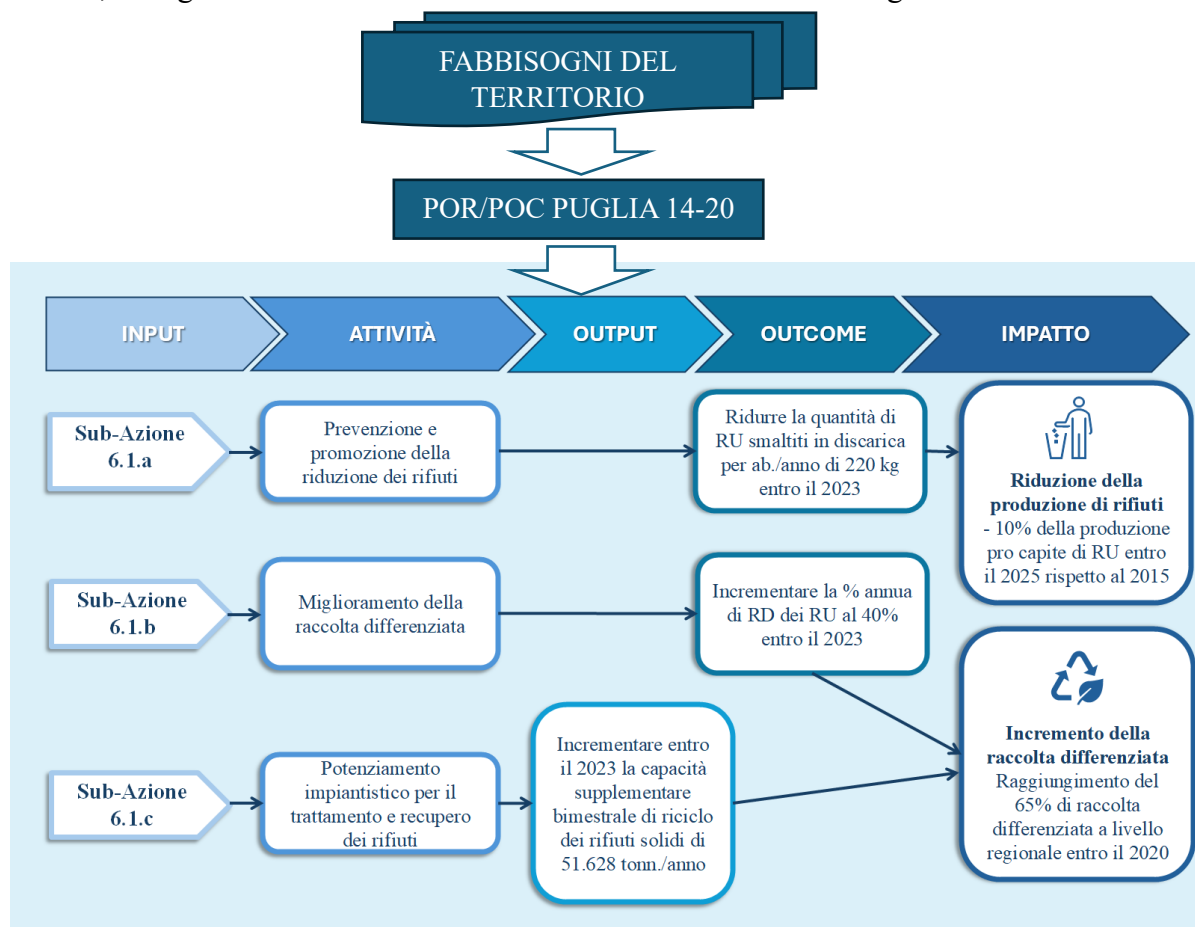 FABBISOGNI DEL
TERRITORIO
POR/POC PUGLIA 14-20
INPUT
ATTIVITÀ
OUTPUT
OUTCOME
IMPATTO
Sub-Azione
6.1.a
Prevenzione e
promozione della
riduzione dei rifiuti
Ridurre la quantità di
RU smaltiti in discarica
per ab./anno di 220 kg
entro il 2023
Riduzione della
produzione di rifiuti
- 10% della produzione
pro capite di RU entro
il 2025 rispetto al 2015
Sub-Azione
6.1.b
Miglioramento della
raccolta differenziata
Incrementare la % annua
di RD dei RU al 40%
entro il 2023
Sub-Azione
6.1.c
Potenziamento
impiantistico per il
trattamento e recupero
dei rifiuti
Incrementare entro
il 2023 la capacità
supplementare
bimestrale di riciclo
dei rifiuti solidi di
51.628 tonn./anno
Incremento della
raccolta differenziata
Raggiungimento del
65% di raccolta
differenziata a livello
regionale entro il 2020